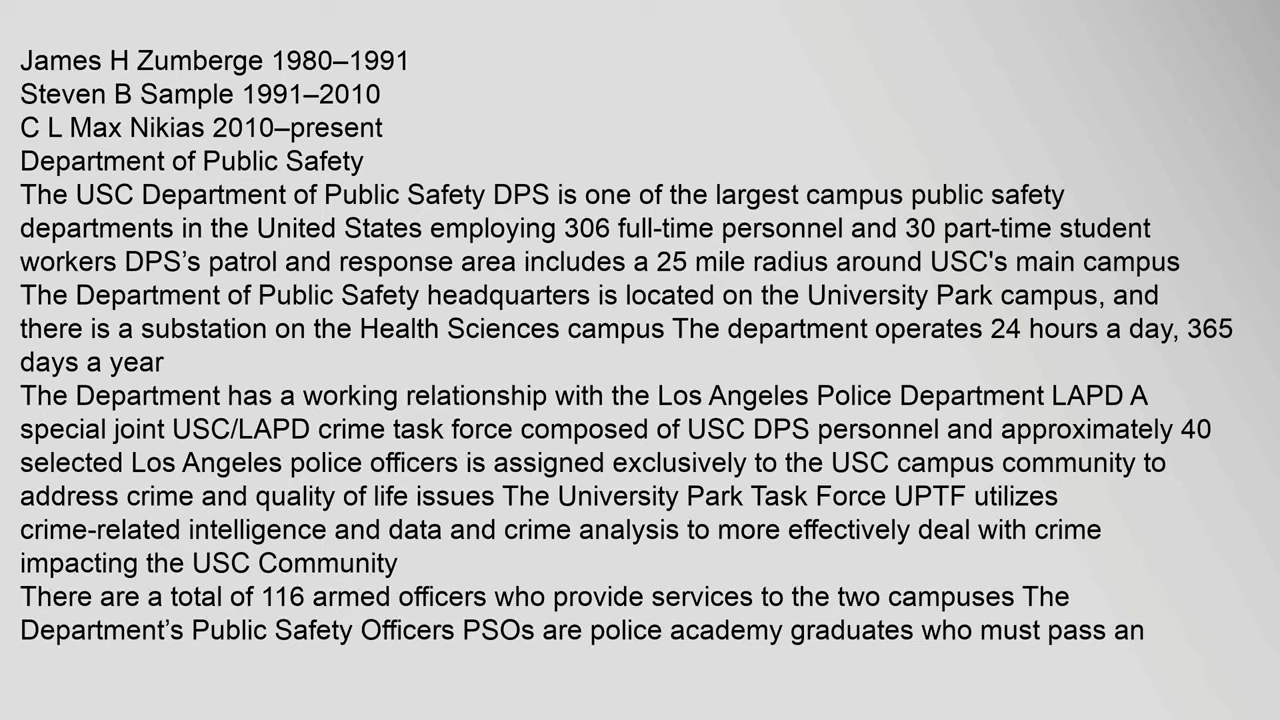 James H Zumberge 1980–1991
Steven B Sample 1991–2010
C L Max Nikias 2010–present
Department of Public Safety
The USC Department of Public Safety DPS is one of the largest campus public safety
departments in the United States employing 306 full-time personnel and 30 part-time student
workers DPS’s patrol and response area includes a 25 mile radius around USC's main campus
The Department of Public Safety headquarters is located on the University Park campus, and
there is a substation on the Health Sciences campus The department operates 24 hours a day, 365
days a year
The Department has a working relationship with the Los Angeles Police Department LAPD A
special joint USC/LAPD crime task force composed of USC DPS personnel and approximately 40
selected Los Angeles police officers is assigned exclusively to the USC campus community to
address crime and quality of life issues The University Park Task Force UPTF utilizes
crime-related intelligence and data and crime analysis to more effectively deal with crime
impacting the USC Community
There are a total of 116 armed officers who provide services to the two campuses The
Department’s Public Safety Officers PSOs are police academy graduates who must pass an